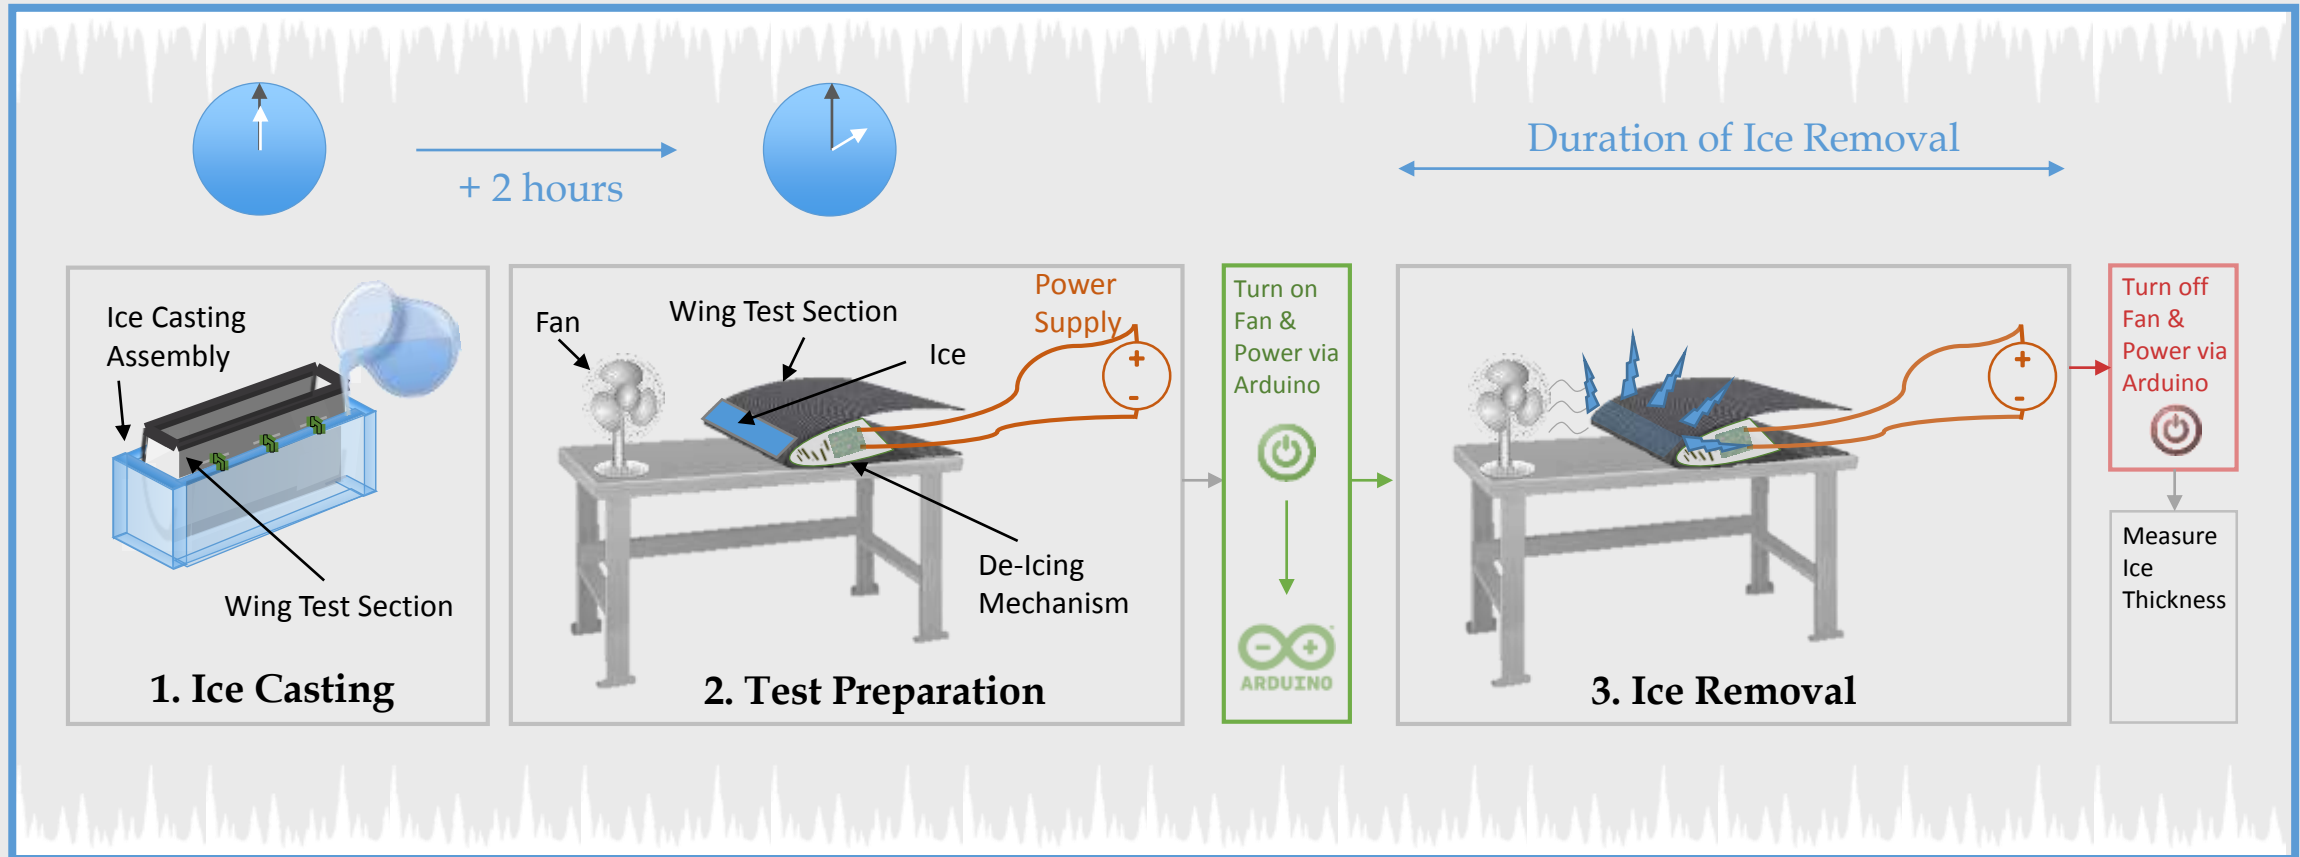 + 2 hours
Duration of Ice Removal
Ice Casting
Assembly
Wing Test Section
1. Ice Casting
Fan
Wing Test Section
Ice
Power
Supply
+
-
De-Icing
Mechanism
2. Test Preparation
Turn on
Fan &
Power via
Arduino
ARDUINO
+
-
3. Ice Removal
Turn off
Fan &
Power via
Arduino
Measure
Ice
Thickness